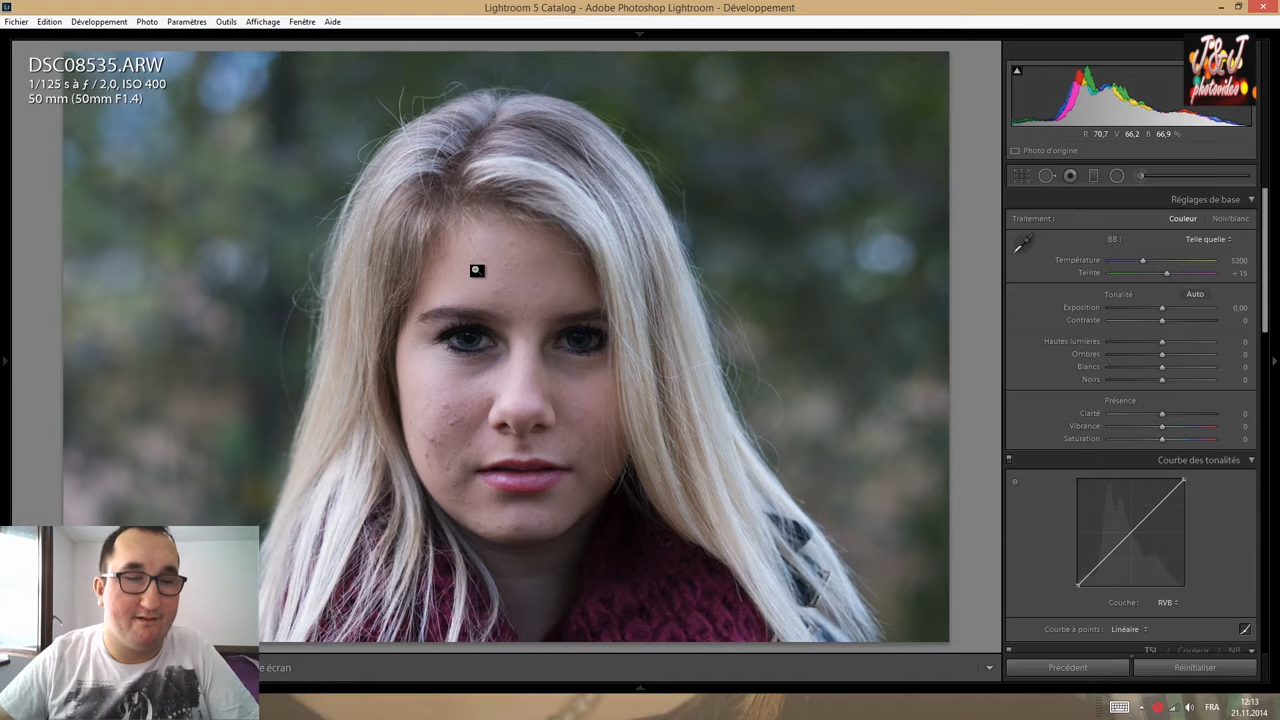 Lightroom 5 Catalog - Adobe Photoshop Lightroom - Développement
Fichier Edition Développement Photo Paramètres Outils Affichage Fenêtre Aide
DSC08535.ARW
1/125 s à ƒ / 2,0, ISO 400
50 mm (50mm F1.4)
J&J
photovideo
R 70,7 V 66,2 B 66,9 %
Photo d'origine
Réglages de base
Traitement : Couleur Noir/blanc
BB : Telle quelle
Température 5200
Teinte + 15
Tonalité Auto
Exposition 0,00
Contraste 0
Hautes lumières 0
Ombres 0
Blancs 0
Noirs 0
Présence
Clarté 0
Vibrance 0
Saturation 0
Courbe des tonalités
Couche : RVB
Courbe à points : Linéaire
TSI / Couleur / NB
e écran
Précédent Réinitialiser
FRA
12:13
21.11.2014